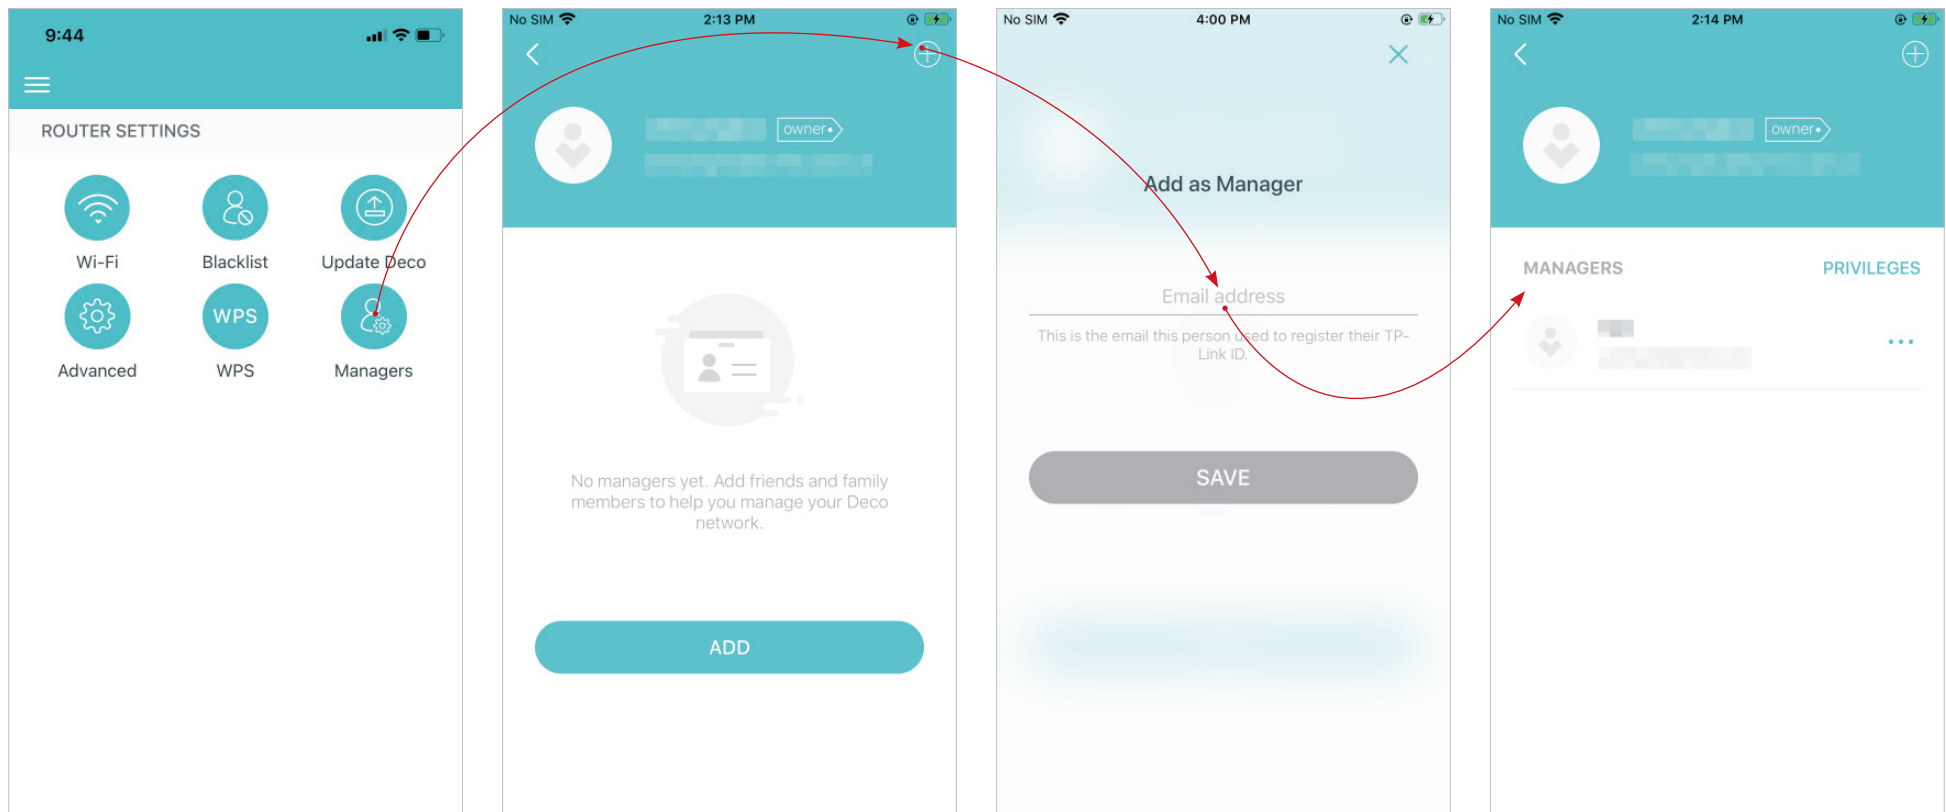 9:44
ROUTER SETTINGS
Wi-Fi
Blacklist
Update Deco
WPS
Advanced
WPS
Managers
No SIM
2:13 PM
owner
No managers yet. Add friends and family
members to help you manage your Deco
network.
ADD
No SIM
4:00 PM
Add as Manager
Email address
This is the email this person used to register their TP-
Link ID.
SAVE
No SIM
2:14 PM
owner
MANAGERS
PRIVILEGES